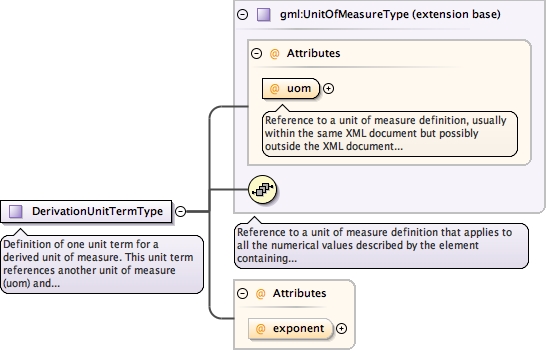 gml:UnitOfMeasureType (extension base)
@ Attributes
@ uom
Reference to a unit of measure definition, usually
within the same XML document but possibly
outside the XML document...
DerivationUnitTermType
Definition of one unit term for a
derived unit of measure. This unit term
references another unit of measure
(uom) and...
Reference to a unit of measure definition that applies to
all the numerical values described by the element
containing...
@ Attributes
@ exponent